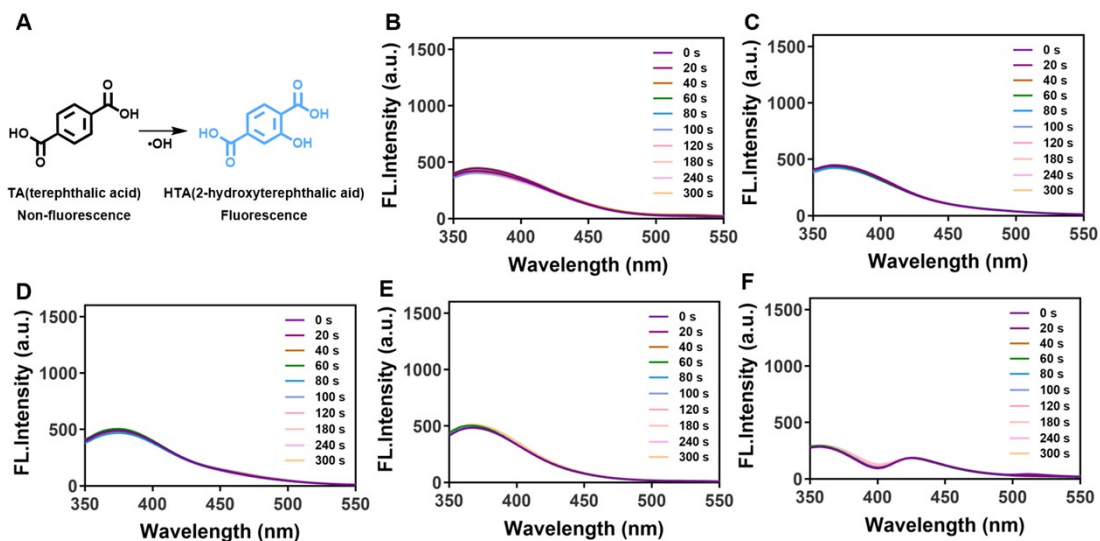 A
O
OH
HO
O
•OH
O
OH
HO
OH
O
TA(terephthalic acid)
Non-fluorescence
HTA(2-hydroxyterephthalic aid)
Fluorescence
B
FL.Intensity (a.u.)
1500
1000
500
0
350
400
450
500
550
Wavelength (nm)
0 s
20 s
40 s
60 s
80 s
100 s
120 s
180 s
240 s
300 s
C
FL.Intensity (a.u.)
1500
1000
500
0
350
400
450
500
550
Wavelength (nm)
0 s
20 s
40 s
60 s
80 s
100 s
120 s
180 s
240 s
300 s
D
FL.Intensity (a.u.)
1500
1000
500
0
350
400
450
500
550
Wavelength (nm)
0 s
20 s
40 s
60 s
80 s
100 s
120 s
180 s
240 s
300 s
E
FL.Intensity (a.u.)
1500
1000
500
0
350
400
450
500
550
Wavelength (nm)
0 s
20 s
40 s
60 s
80 s
100 s
120 s
180 s
240 s
300 s
F
FL.Intensity (a.u.)
1500
1000
500
0
350
400
450
500
550
Wavelength (nm)
0 s
20 s
40 s
60 s
80 s
100 s
120 s
180 s
240 s
300 s